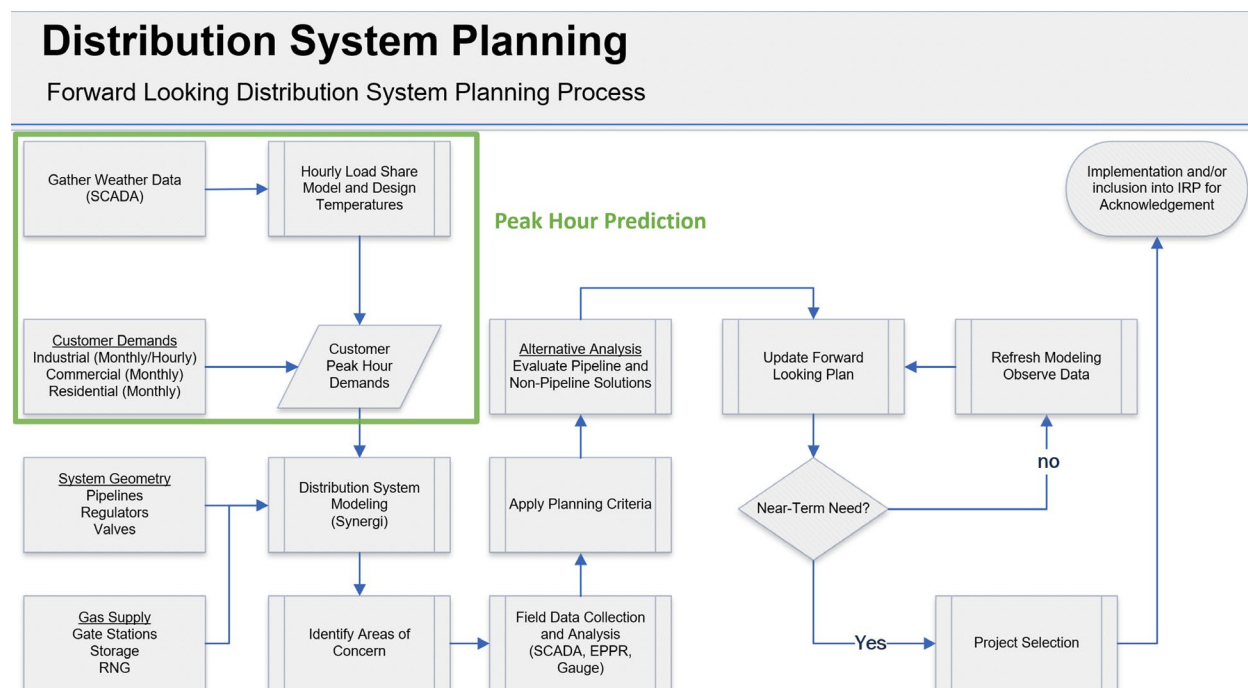 Distribution System Planning
Forward Looking Distribution System Planning Process
Gather Weather Data
(SCADA)
Hourly Load Share
Model and Design
Temperatures
Peak Hour Prediction
Implementation and/or
inclusion into IRP for
Acknowledgement
Customer Demands
Industrial (Monthly/Hourly)
Commercial (Monthly)
Residential (Monthly)
Customer
Peak Hour
Demands
Alternative Analysis
Evaluate Pipeline and
Non-Pipeline Solutions
Update Forward
Looking Plan
Refresh Modeling
Observe Data
System Geometry
Pipelines
Regulators
Valves
Distribution System
Modeling
(Synergi)
Apply Planning Criteria
Near-Term Need?
no
Gas Supply
Gate Stations
Storage
RNG
Identify Areas of
Concern
Field Data Collection
and Analysis
(SCADA, EPPR,
Gauge)
Yes
Project Selection